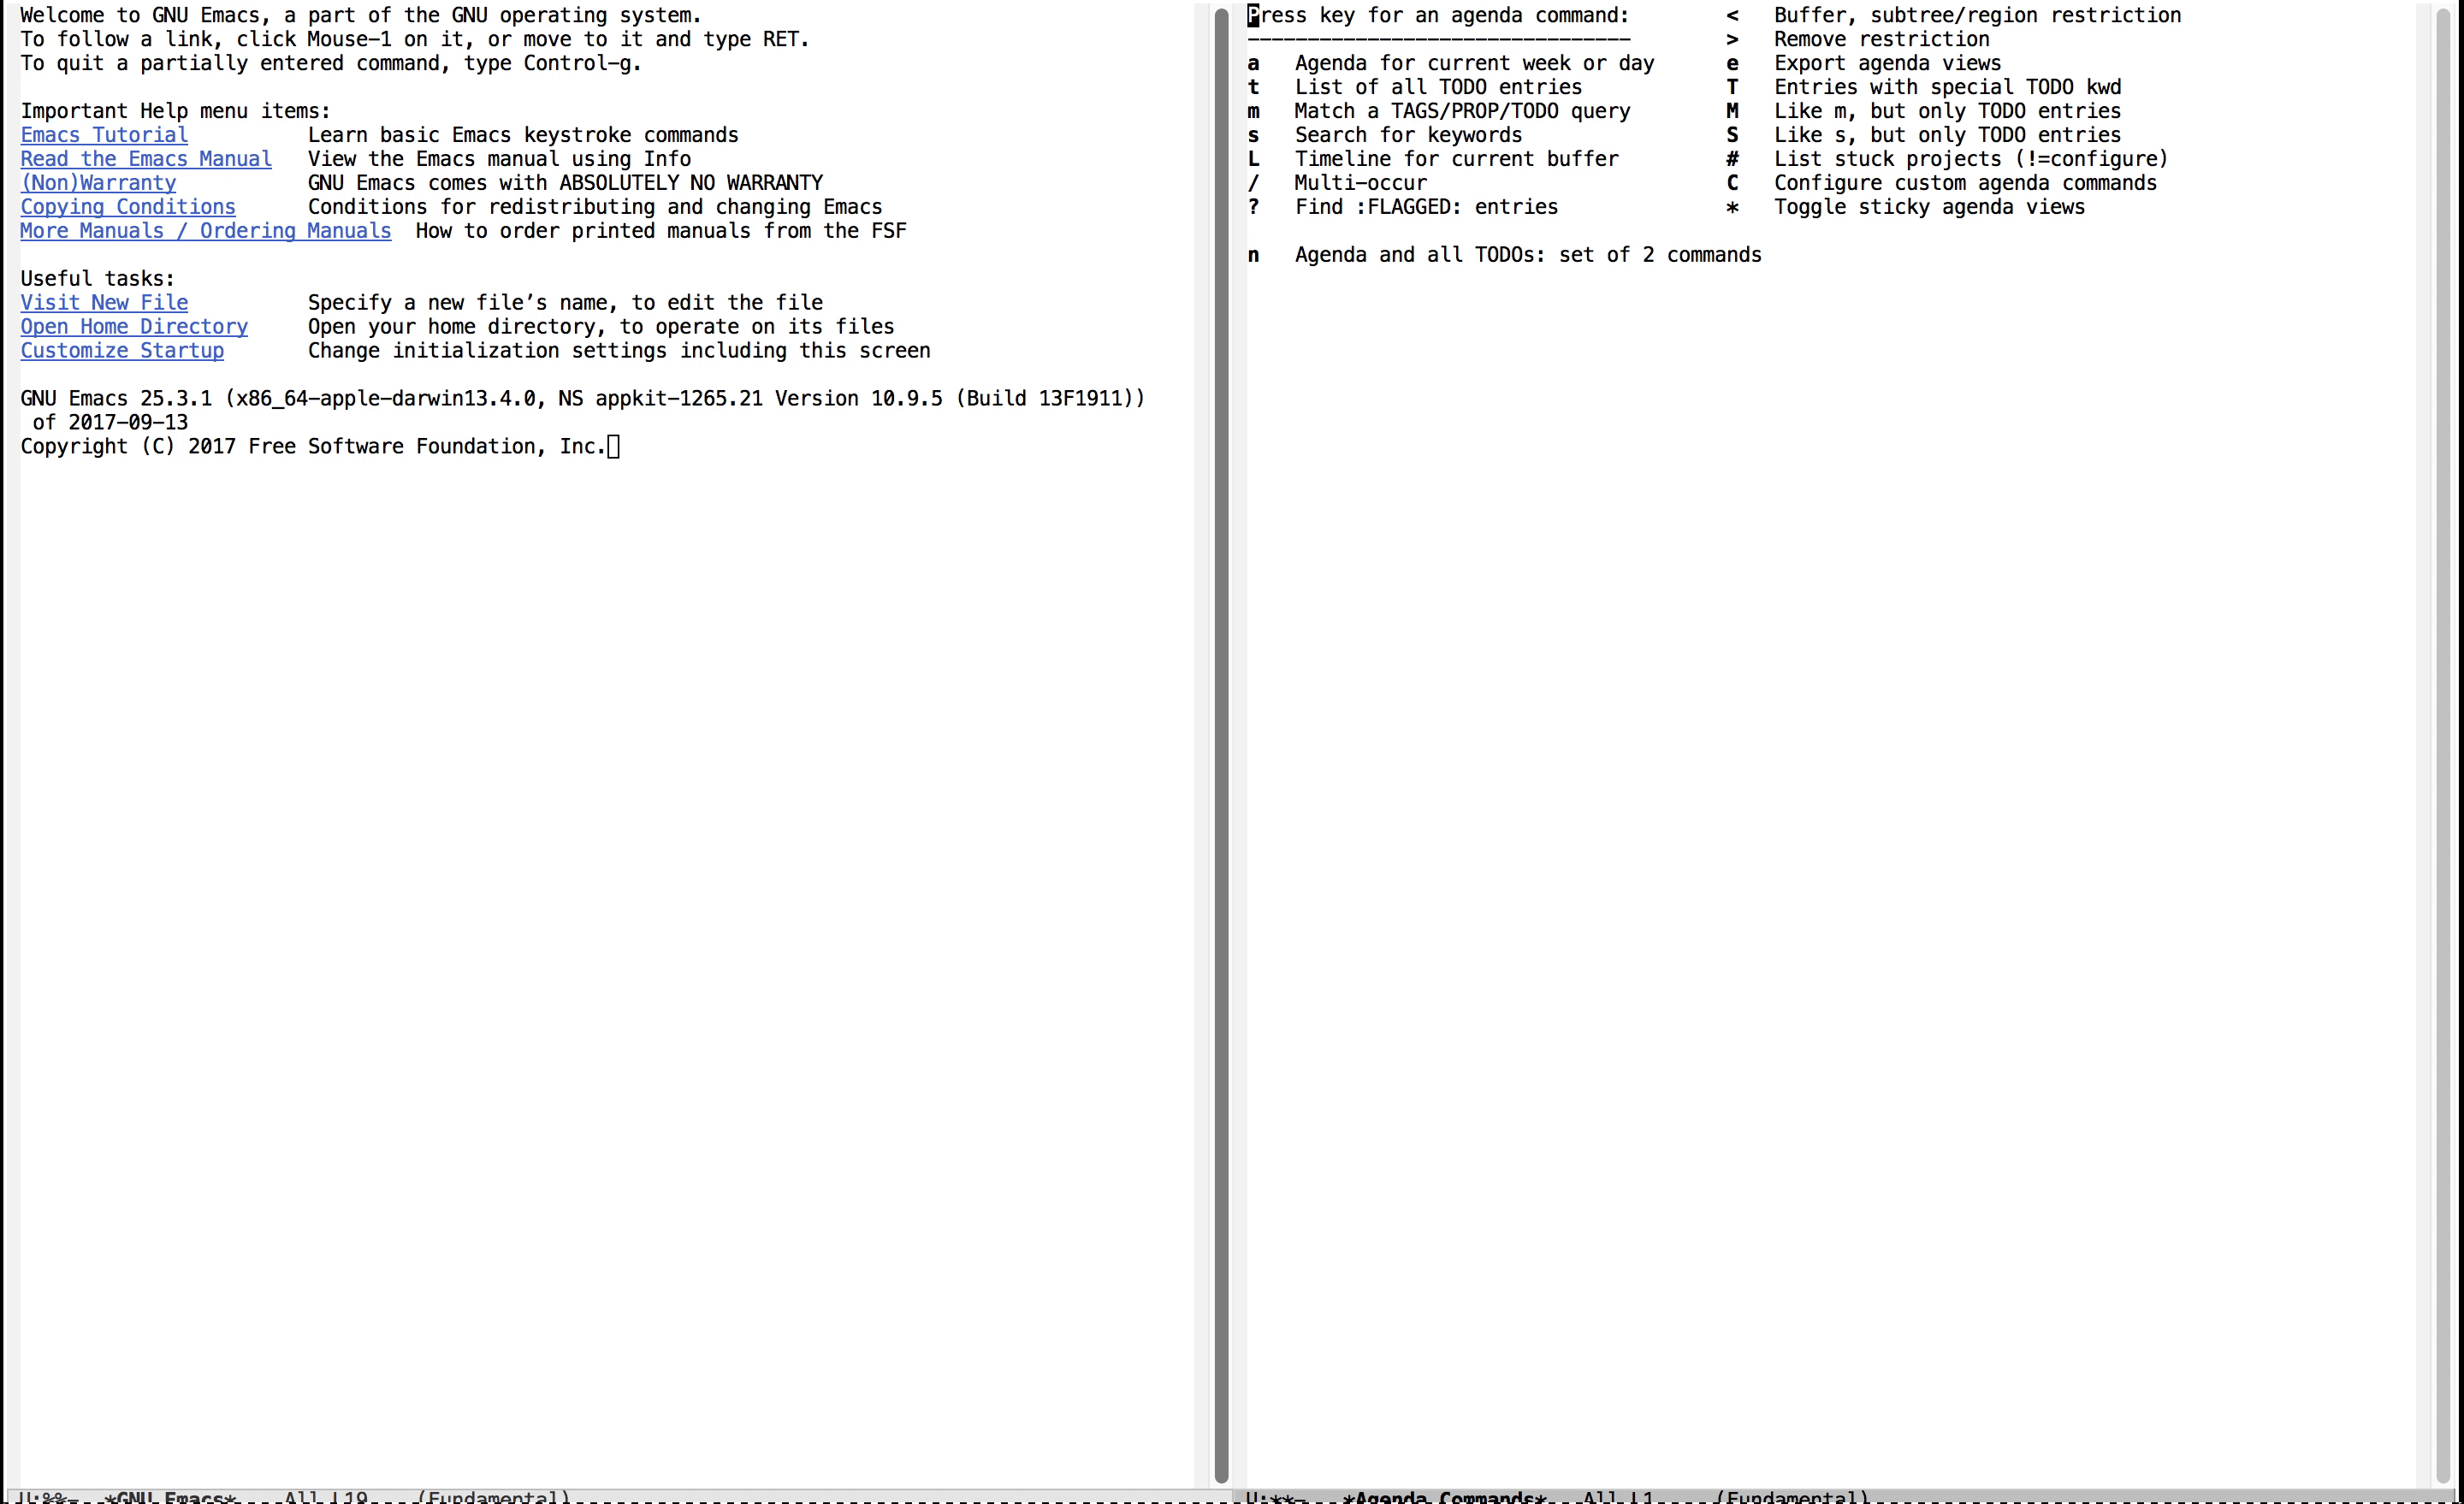 Welcome to GNU Emacs, a part of the GNU operating system.
To follow a link, click Mouse-1 on it, or move to it and type RET.
To quit a partially entered command, type Control-g.
Important Help menu items:
Emacs Tutorial Learn basic Emacs keystroke commands
Read the Emacs Manual View the Emacs manual using Info
(Non)Warranty GNU Emacs comes with ABSOLUTELY NO WARRANTY
Copying Conditions Conditions for redistributing and changing Emacs
More Manuals / Ordering Manuals How to order printed manuals from the FSF
Useful tasks:
Visit New File Specify a new file’s name, to edit the file
Open Home Directory Open your home directory, to operate on its files
Customize Startup Change initialization settings including this screen
GNU Emacs 25.3.1 (x86_64-apple-darwin13.4.0, NS appkit-1265.21 Version 10.9.5 (Build 13F1911))
of 2017-09-13
Copyright (C) 2017 Free Software Foundation, Inc.
U:%%- *GNU Emacs* All L19 (Fundamental)
Press key for an agenda command: < Buffer, subtree/region restriction
-------------------------------- > Remove restriction
a Agenda for current week or day e Export agenda views
t List of all TODO entries T Entries with special TODO kwd
m Match a TAGS/PROP/TODO query M Like m, but only TODO entries
s Search for keywords S Like s, but only TODO entries
L Timeline for current buffer # List stuck projects (!=configure)
/ Multi-occur C Configure custom agenda commands
? Find :FLAGGED: entries * Toggle sticky agenda views
n Agenda and all TODOs: set of 2 commands
U:**- *Agenda Commands* All L1 (Fundamental)